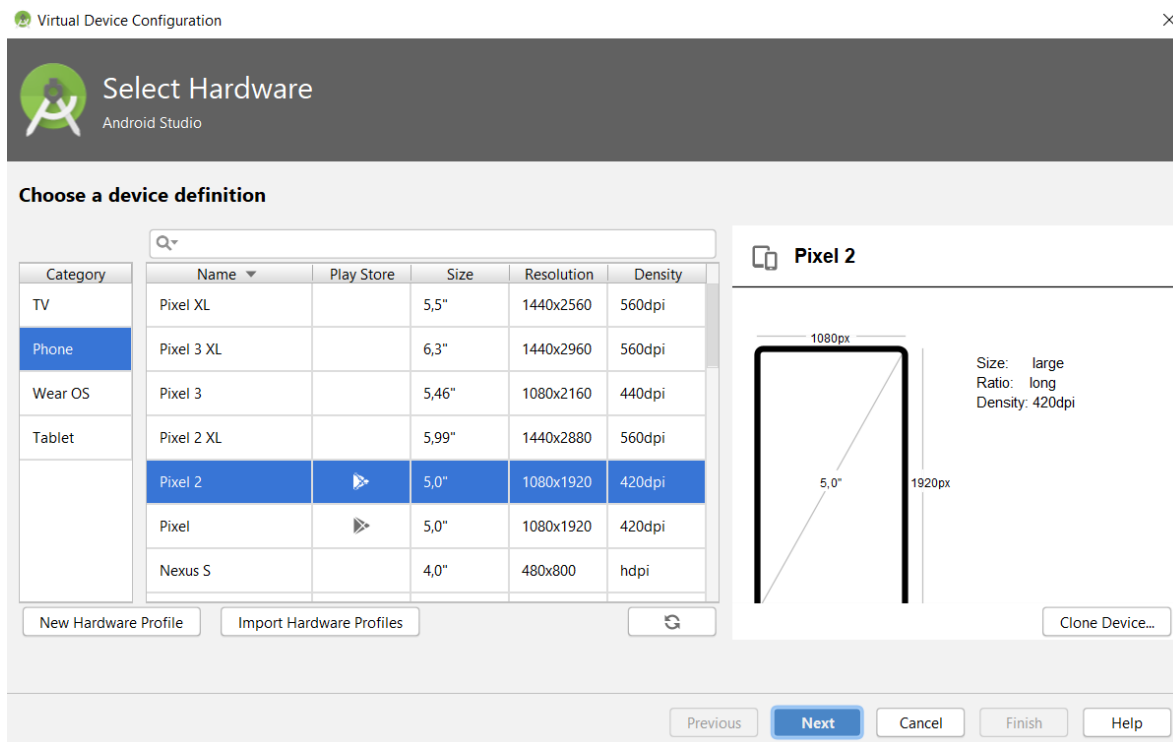 Virtual Device Configuration
Select Hardware
Android Studio
Choose a device definition
Category
TV
Phone
Wear OS
Tablet
Name Play Store Size Resolution Density
Pixel XL 5,5" 1440x2560 560dpi
Pixel 3 XL 6,3" 1440x2960 560dpi
Pixel 3 5,46" 1080x2160 440dpi
Pixel 2 XL 5,99" 1440x2880 560dpi
Pixel 2 5,0" 1080x1920 420dpi
Pixel 5,0" 1080x1920 420dpi
Nexus S 4,0" 480x800 hdpi
New Hardware Profile Import Hardware Profiles
Pixel 2
1080px
Size: large
Ratio: long
Density: 420dpi
5,0" 1920px
Clone Device...
Previous Next Cancel Finish Help